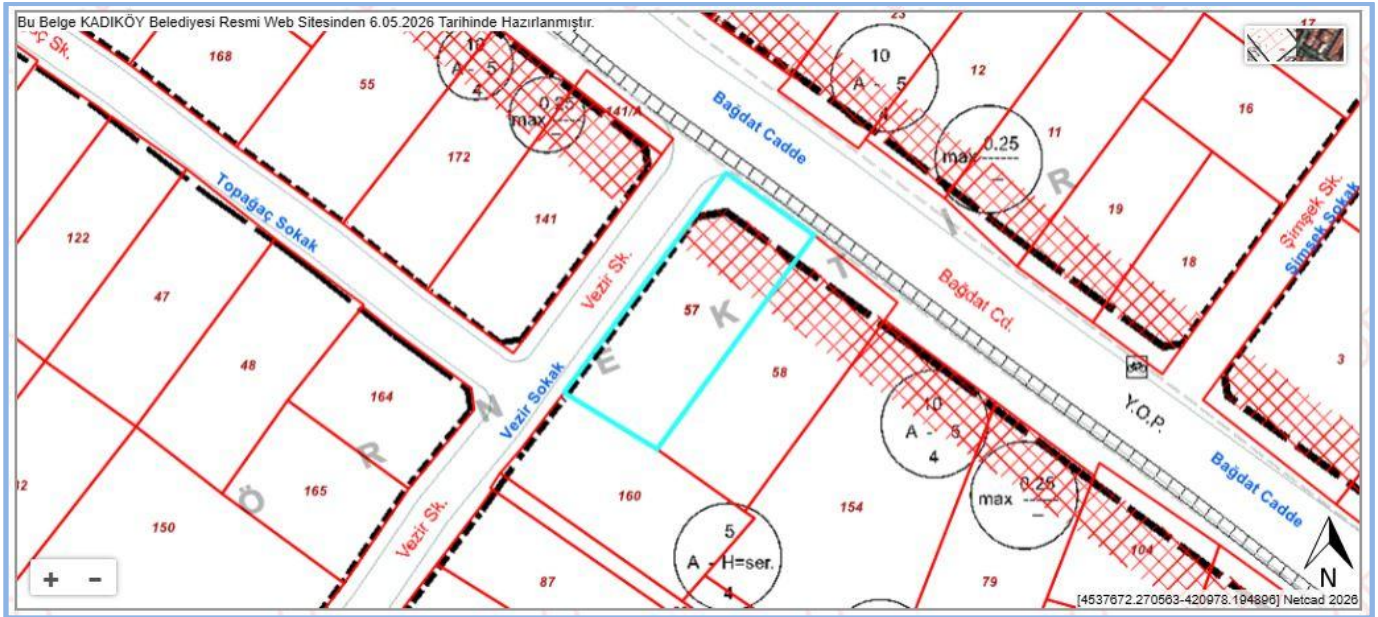 Bu Belge KADIKÖY Belediyesi Resmi Web Sitesinden 6.05.2026 Tarihinde Hazırlanmıştır.
168
55
A - 5
4
0.25
max
141/A
172
141
Topağaç Sokak
122
47
48
164
165
150
Vezir Sk.
Vezir Sokak
Vezir Sk.
Bağdat Cadde
10
A - 5
4
23
12
11
17
16
0.25
max
19
18
Şimşek Sk.
Şimşek Sokak
3
Bağdat Cd.
57
58
Ö R N E K T İ R
10
A - 5
4
Y.O.P.
max 0.25
Bağdat Cadde
160
154
5
A - H=ser.
4
87
79
104
+ -
N
[4537672.270563-420978.194896] Netcad 2026